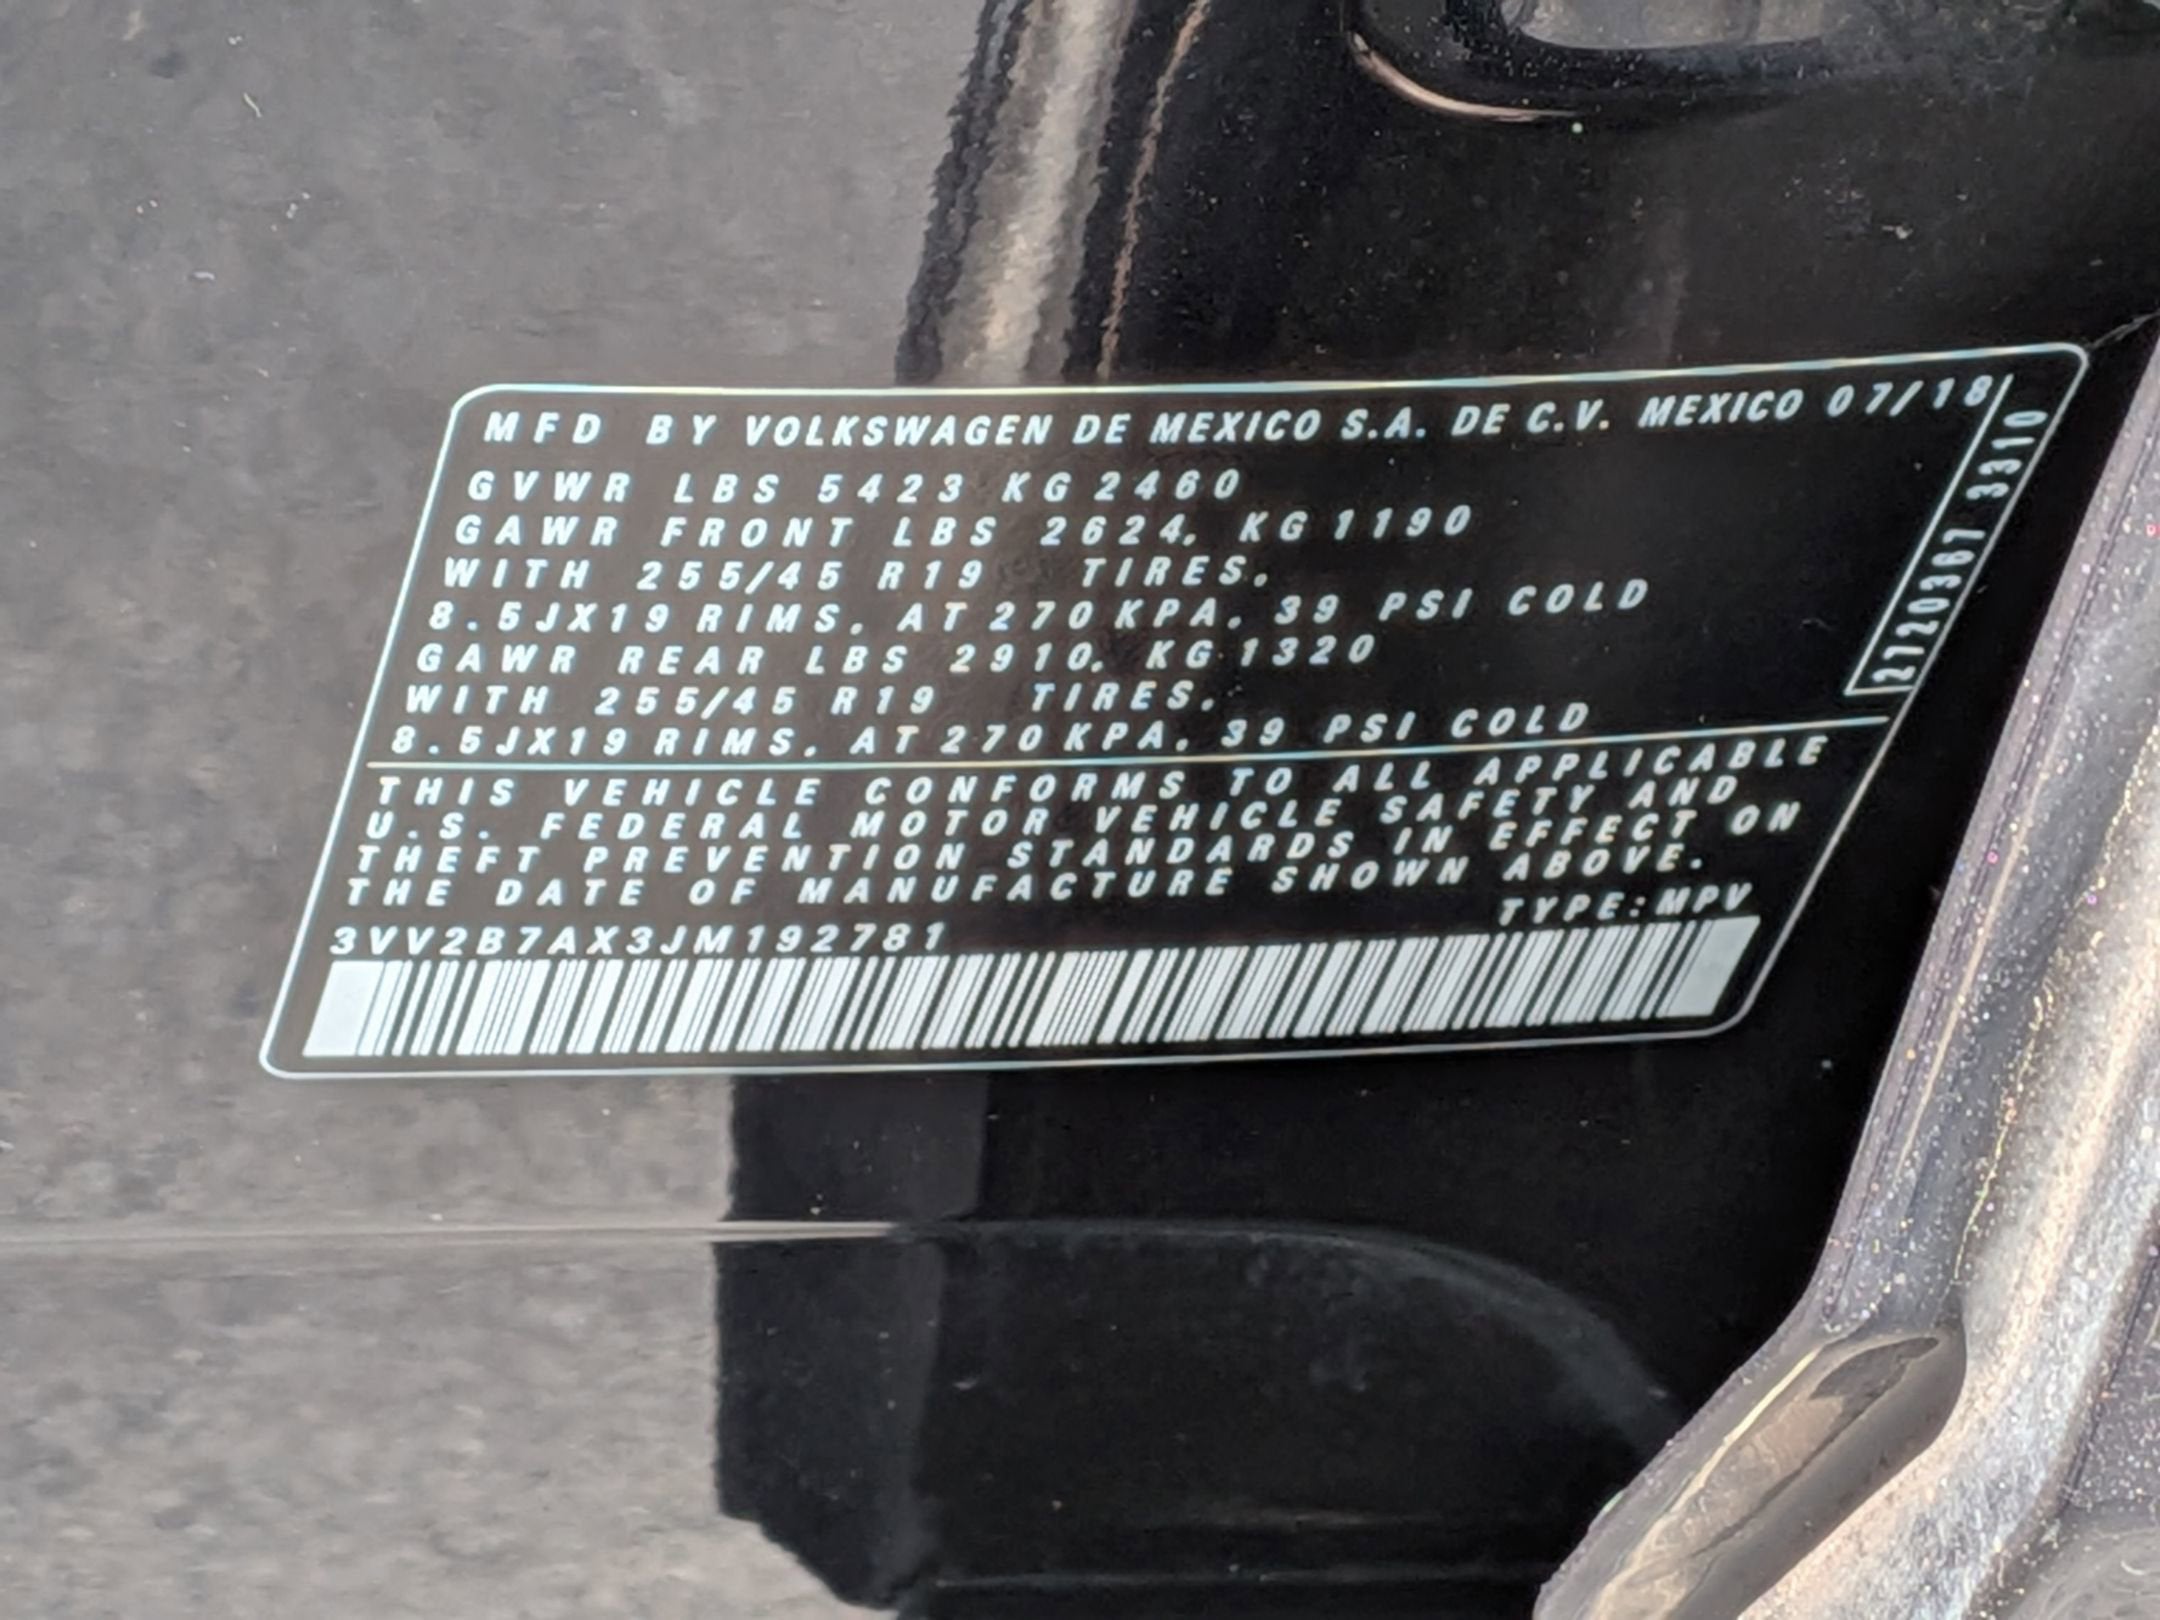 MFD BY VOLKSWAGEN DE MEXICO S.A. DE C.V. MEXICO 07/18
GVWR LBS 5423 KG 2460
GAWR FRONT LBS 2624, KG 1190
WITH 255/45 R19 TIRES,
8.5JX19 RIMS, AT 270 KPA, 39 PSI COLD
GAWR REAR LBS 2910, KG 1320
WITH 255/45 R19 TIRES,
8.5JX19 RIMS, AT 270 KPA, 39 PSI COLD
2720367 3310
THIS VEHICLE CONFORMS TO ALL APPLICABLE
U.S. FEDERAL MOTOR VEHICLE SAFETY AND
THEFT PREVENTION STANDARDS IN EFFECT ON
THE DATE OF MANUFACTURE SHOWN ABOVE.
TYPE:MPV
3VV2B7AX3JM192781